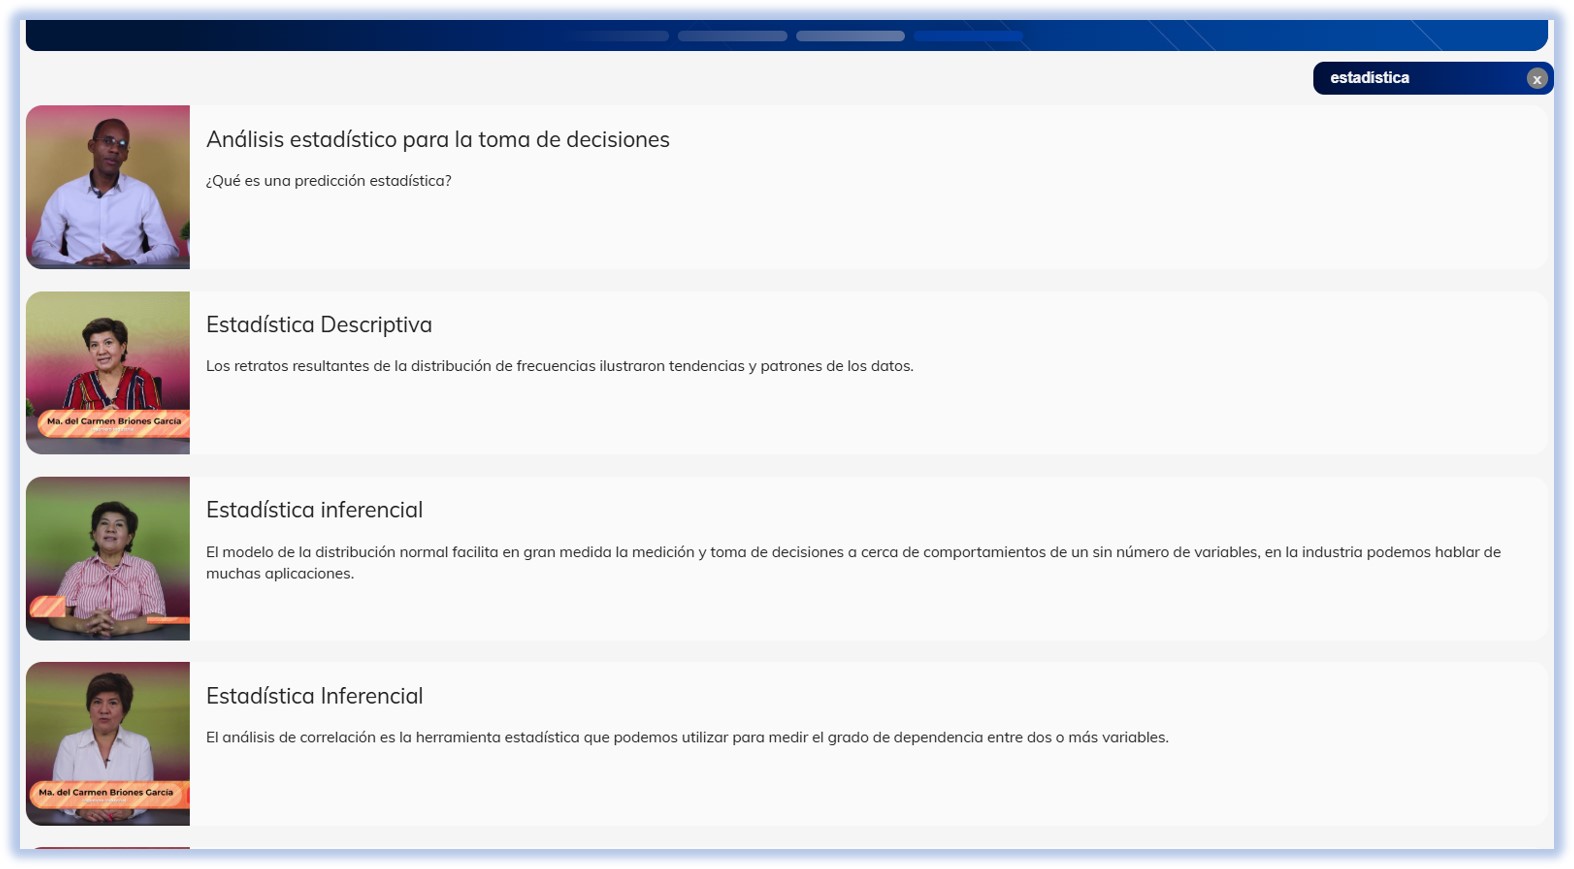 estadística
x
Análisis estadístico para la toma de decisiones
¿Qué es una predicción estadística?
Estadística Descriptiva
Los retratos resultantes de la distribución de frecuencias ilustraron tendencias y patrones de los datos.
Ma. del Carmen Briones García
Estadística inferencial
El modelo de la distribución normal facilita en gran medida la medición y toma de decisiones a cerca de comportamientos de un sin número de variables, en la industria podemos hablar de
muchas aplicaciones.
Estadística Inferencial
El análisis de correlación es la herramienta estadística que podemos utilizar para medir el grado de dependencia entre dos o más variables.
Ma. del Carmen Briones García